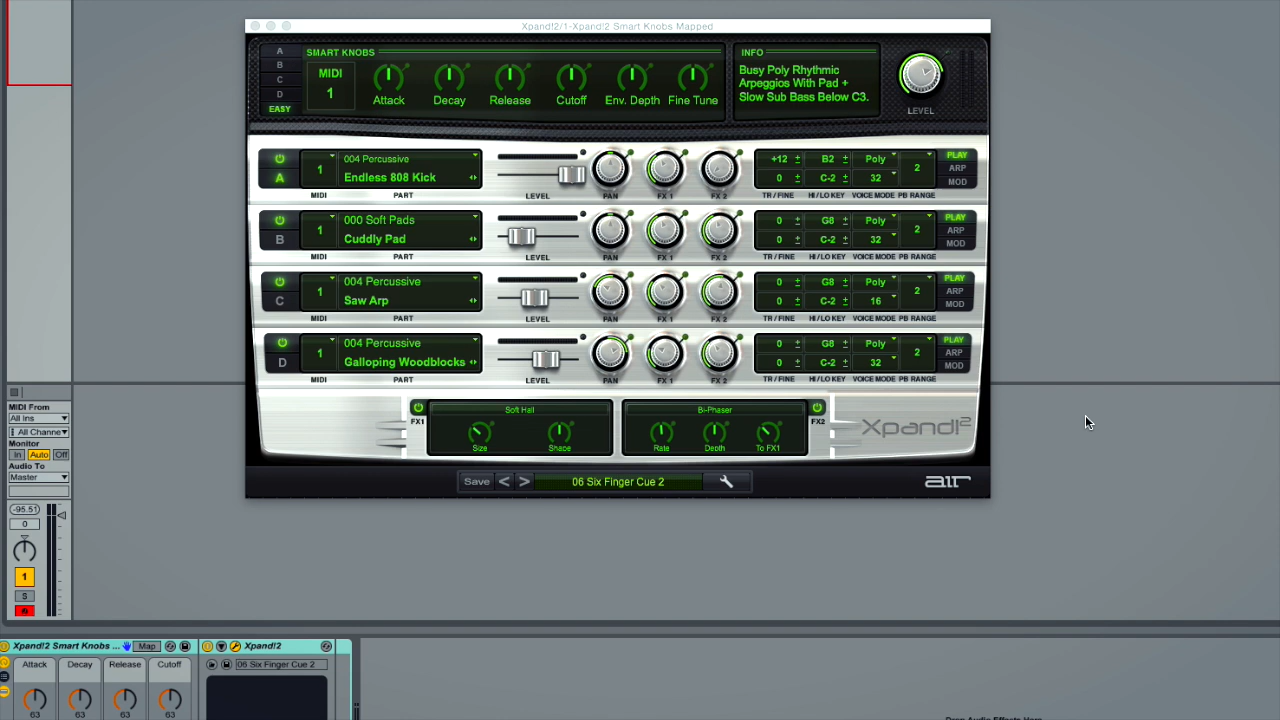 Xpand!2/1-Xpand!2 Smart Knobs Mapped
A
B
C
D
EASY
SMART KNOBS
MIDI
1
Attack
Decay
Release
Cutoff
Env. Depth
Fine Tune
INFO
Busy Poly Rhythmic
Arpeggios With Pad +
Slow Sub Bass Below C3.
LEVEL
A
1
004 Percussive
Endless 808 Kick
+12
B2
Poly
2
0
C-2
32
PLAY
ARP
MOD
MIDI
PART
LEVEL
PAN
FX 1
FX 2
TR / FINE
HI / LO KEY
VOICE MODE
PB RANGE
B
1
000 Soft Pads
Cuddly Pad
0
G8
Poly
2
0
C-2
32
PLAY
ARP
MOD
MIDI
PART
LEVEL
PAN
FX 1
FX 2
TR / FINE
HI / LO KEY
VOICE MODE
PB RANGE
C
1
004 Percussive
Saw Arp
0
G8
Poly
2
0
C-2
16
PLAY
ARP
MOD
MIDI
PART
LEVEL
PAN
FX 1
FX 2
TR / FINE
HI / LO KEY
VOICE MODE
PB RANGE
D
1
004 Percussive
Galloping Woodblocks
0
G8
Poly
2
0
C-2
32
PLAY
ARP
MOD
MIDI
PART
LEVEL
PAN
FX 1
FX 2
TR / FINE
HI / LO KEY
VOICE MODE
PB RANGE
FX1
Soft Hall
Size
Shape
Bi-Phaser
Rate
Depth
To FX1
FX2
Xpand!2
Save
<
>
06 Six Finger Cue 2
air
MIDI From
All Ins
All Channe
Monitor
In
Auto
Off
Audio To
Master
-95.51
0
1
S
Xpand!2 Smart Knobs ...
Map
Xpand!2
Attack
Decay
Release
Cutoff
06 Six Finger Cue 2
63
63
63
63